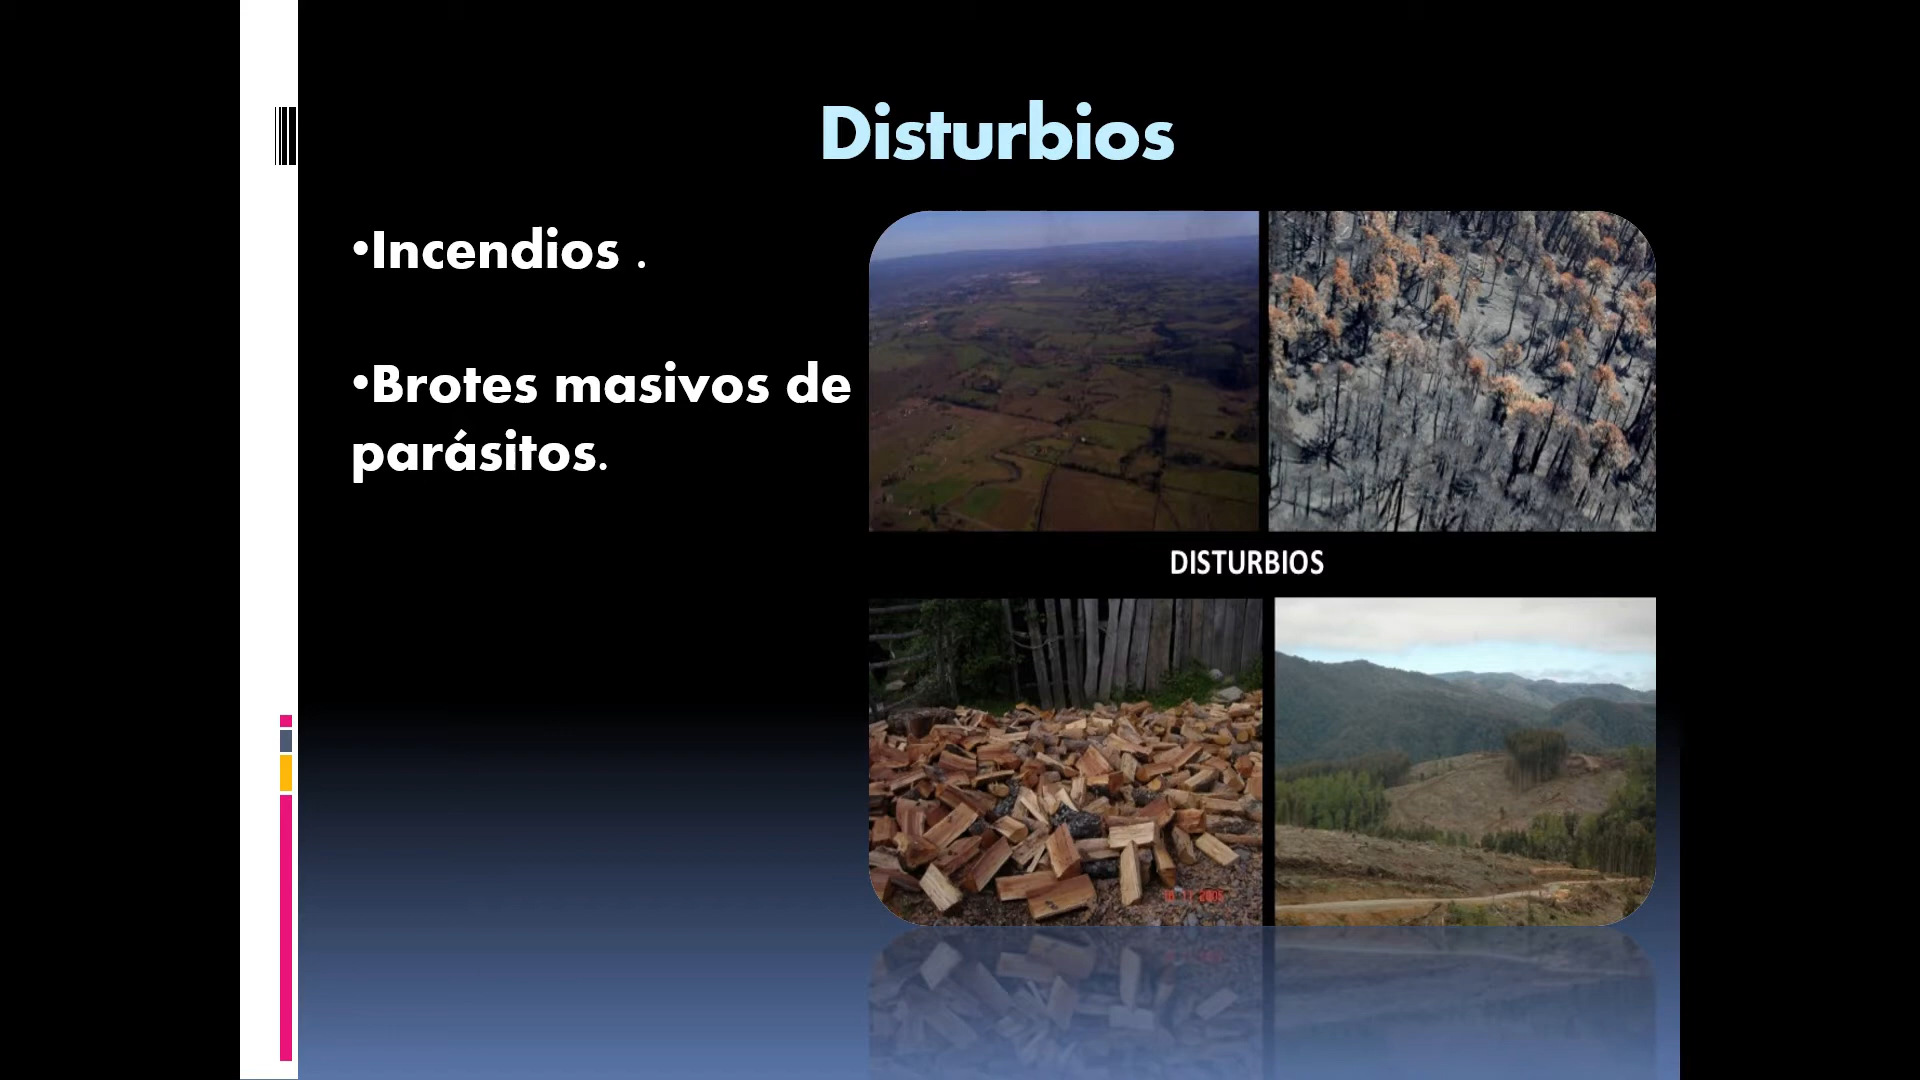 Disturbios
•Incendios .
•Brotes masivos de
parásitos.
DISTURBIOS